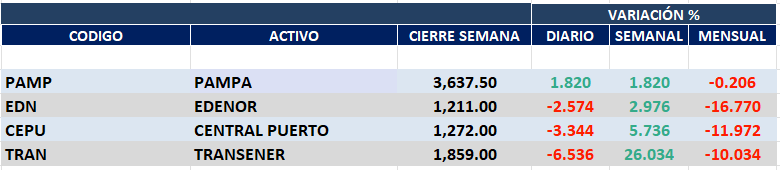 VARIACIÓN %
CODIGO ACTIVO CIERRE SEMANA DIARIO SEMANAL MENSUAL
PAMP PAMPA 3,637.50 1.820 1.820 -0.206
EDN EDENOR 1,211.00 -2.574 2.976 -16.770
CEPU CENTRAL PUERTO 1,272.00 -3.344 5.736 -11.972
TRAN TRANSENER 1,859.00 -6.536 26.034 -10.034